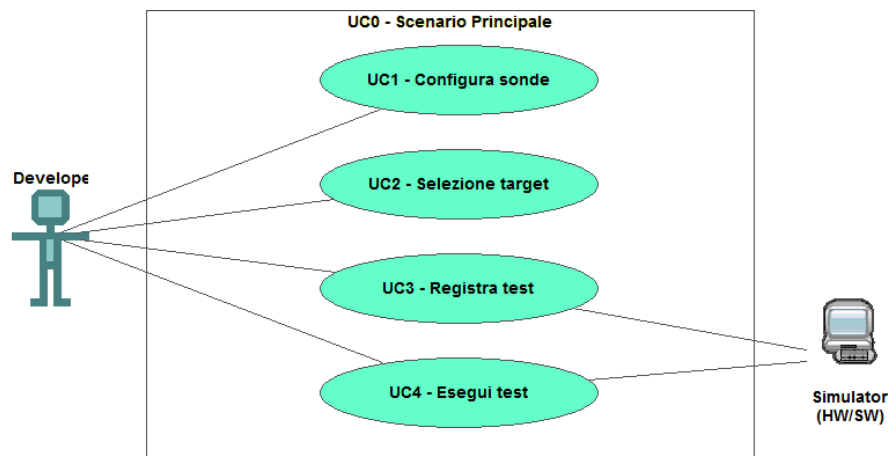 UC0 - Scenario Principale
UC1 - Configura sonde
Develope
UC2 - Selezione target
UC3 - Registra test
UC4 - Esegui test
Simulator
(HW/SW)